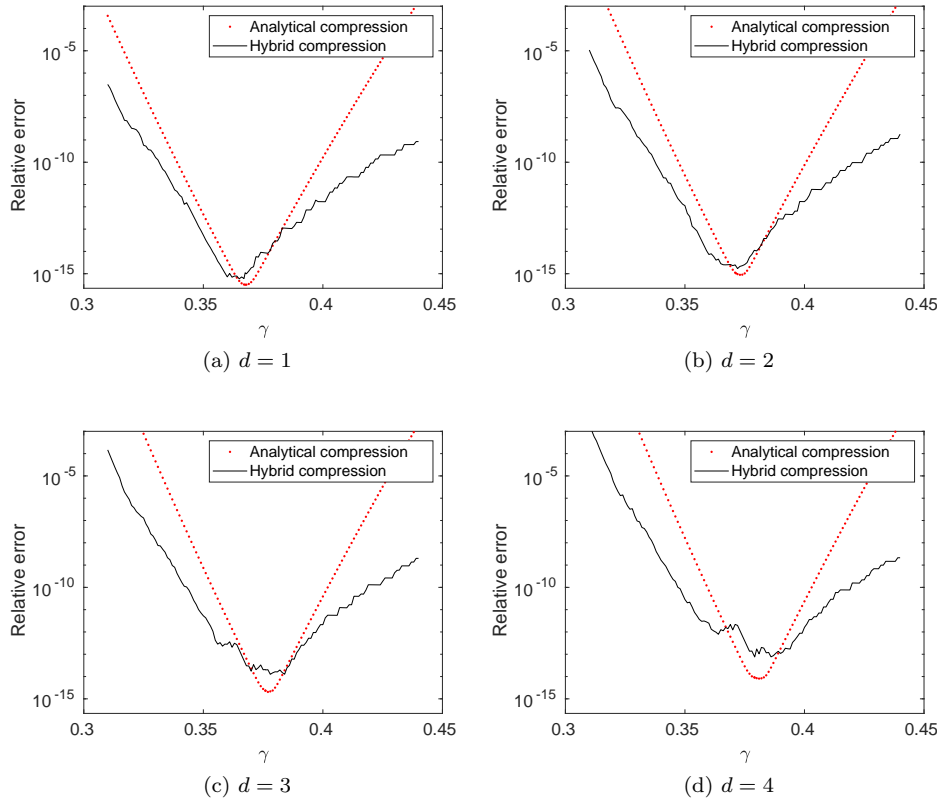 Analytical compression
Hybrid compression
10^-5
10^-10
10^-15
Relative error
0.3 0.35 0.4 0.45
γ
(a) d = 1
Analytical compression
Hybrid compression
10^-5
10^-10
10^-15
Relative error
0.3 0.35 0.4 0.45
γ
(b) d = 2
Analytical compression
Hybrid compression
10^-5
10^-10
10^-15
Relative error
0.3 0.35 0.4 0.45
γ
(c) d = 3
Analytical compression
Hybrid compression
10^-5
10^-10
10^-15
Relative error
0.3 0.35 0.4 0.45
γ
(d) d = 4